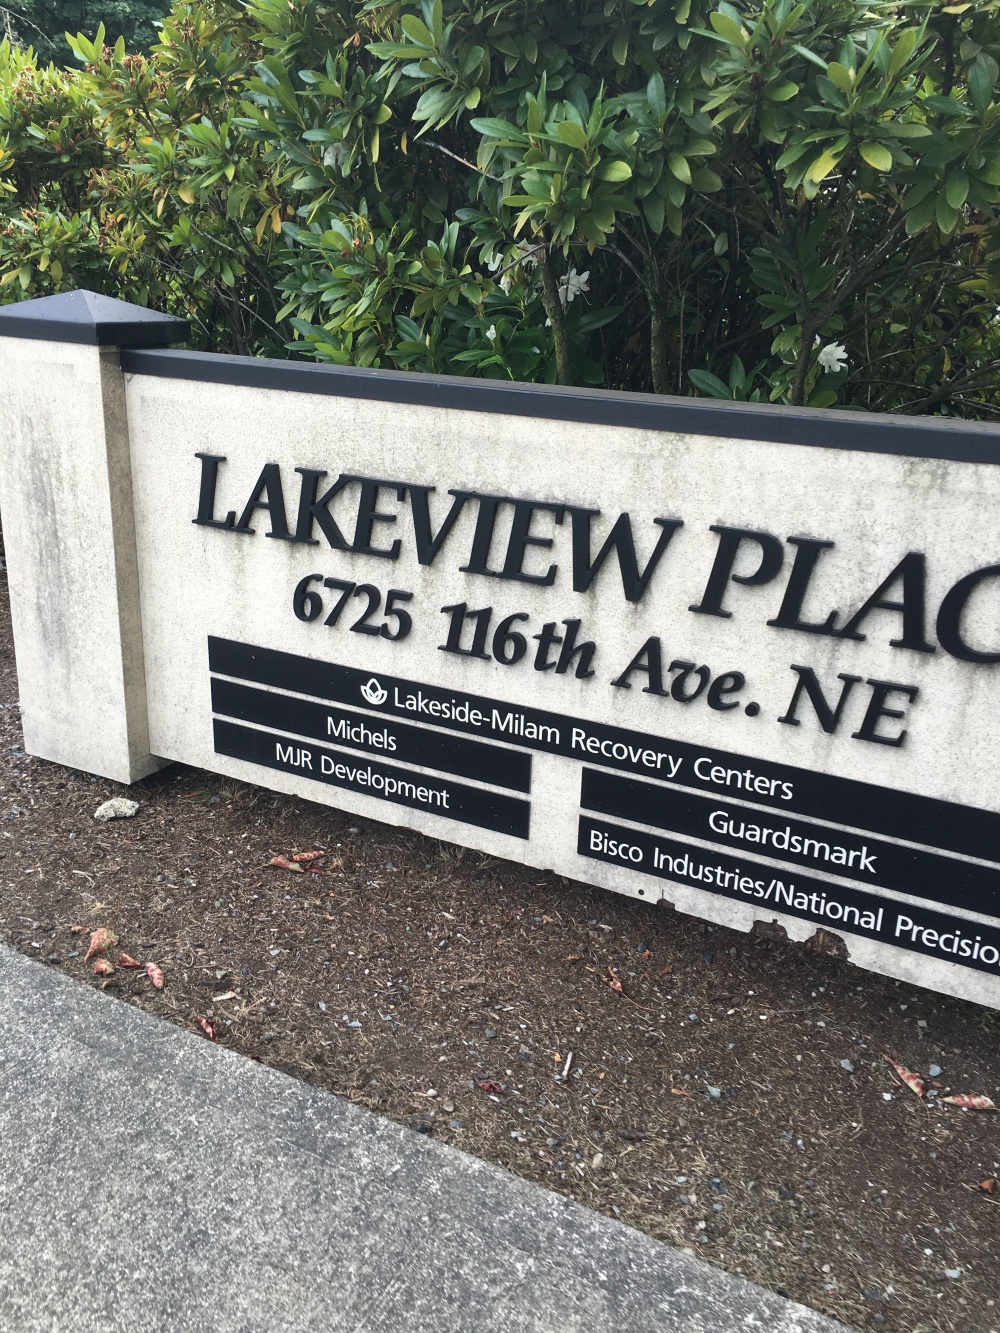 LAKEVIEW PLAC
6725 116th Ave. NE
Lakeside-Milam Recovery Centers
Michels
Guardsmark
MJR Development
Bisco Industries/National Precisio